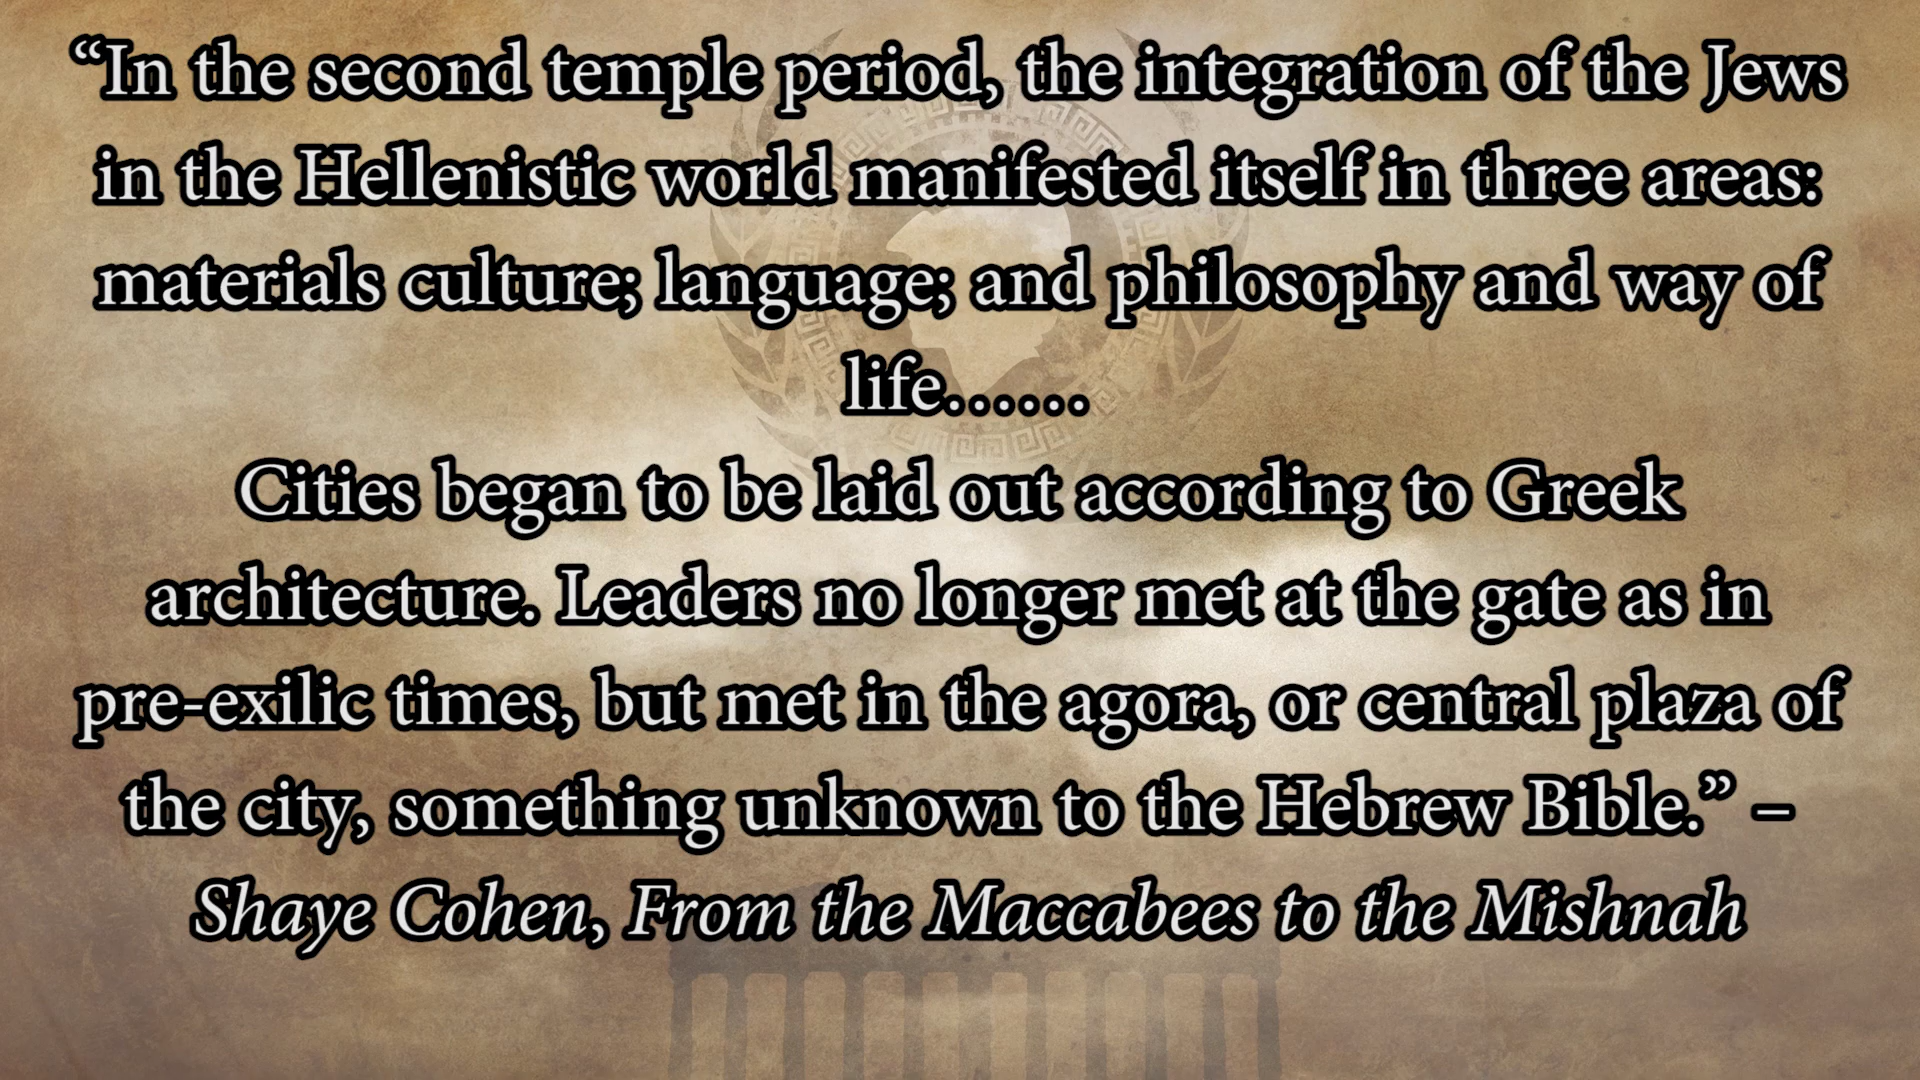 “In the second temple period, the integration of the Jews
in the Hellenistic world manifested itself in three areas:
materials culture; language; and philosophy and way of
life......
Cities began to be laid out according to Greek
architecture. Leaders no longer met at the gate as in
pre-exilic times, but met in the agora, or central plaza of
the city, something unknown to the Hebrew Bible.” –
Shaye Cohen, From the Maccabees to the Mishnah